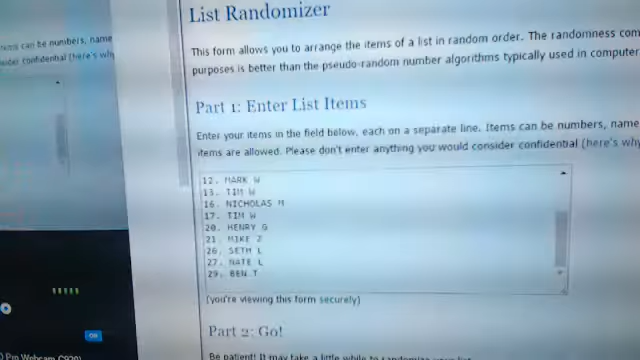 List Randomizer
This form allows you to arrange the items of a list in random order. The randomness com
purposes is better than the pseudo-random number algorithms typically used in computer
Part 1: Enter List Items
Enter your items in the field below, each on a separate line. Items can be numbers, name
items are allowed. Please don't enter anything you would consider confidential (here's why
12. MARK W
13. TIM W
16. NICHOLAS M
17. TIM W
20. HENRY G
21. MIKE Z
26. SETH L
27. NATE L
29. BEN T
(you're viewing this form securely)
Part 2: Go!
Be patient! It may take a little while to randomize your list
items can be numbers, name
consider confidential (here's why
Pro Webcam C920)